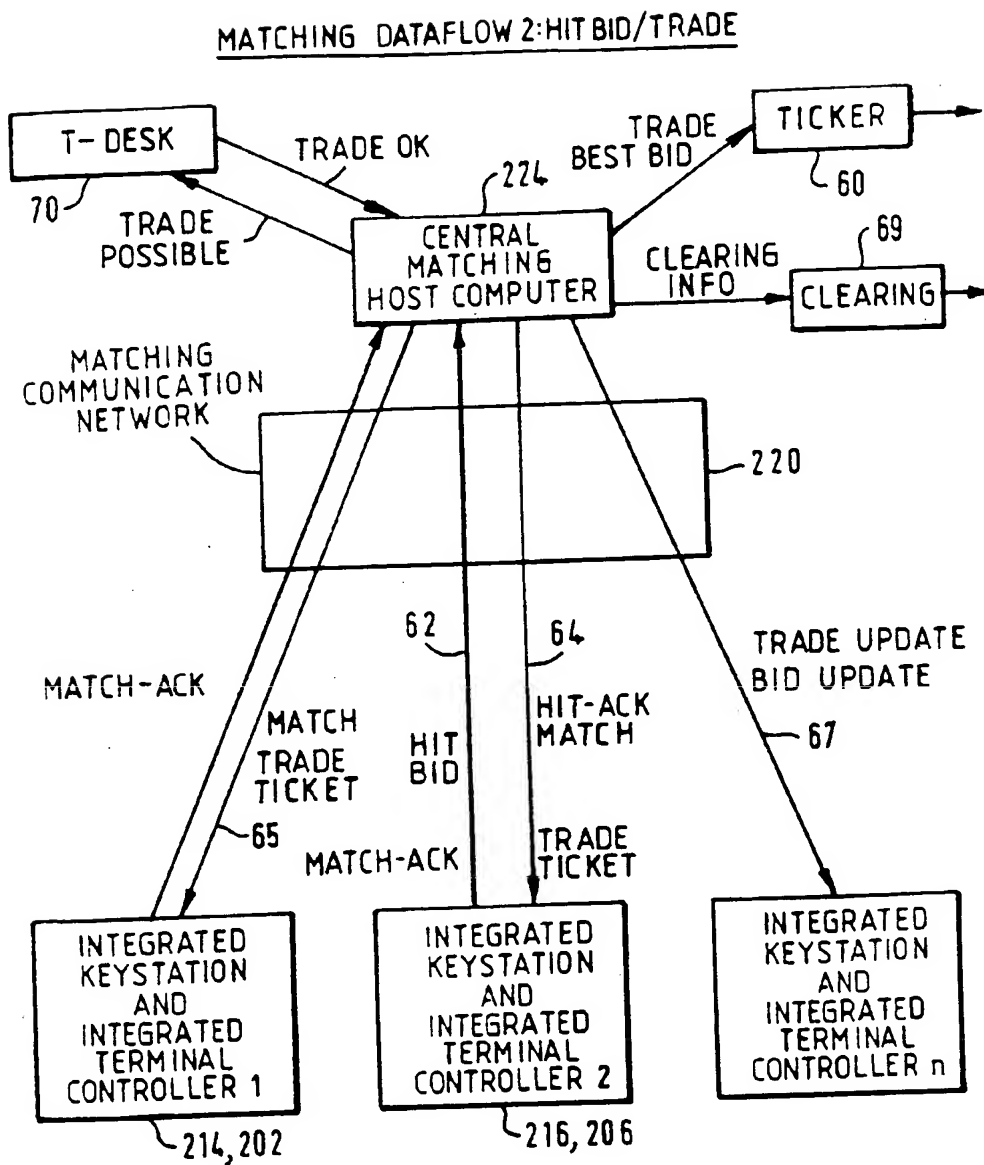 MATCHING DATAFLOW 2: HIT BID/TRADE
T-DESK
70
TRADE OK
TRADE
POSSIBLE
224
CENTRAL
MATCHING
HOST COMPUTER
TRADE
BEST BID
TICKER
60
CLEARING
INFO
69
CLEARING
MATCHING
COMMUNICATION
NETWORK
220
MATCH-ACK
MATCH
TRADE
TICKET
65
62
HIT
BID
MATCH-ACK
64
HIT-ACK
MATCH
TRADE
TICKET
TRADE UPDATE
BID UPDATE
67
INTEGRATED
KEYSTATION
AND
INTEGRATED
TERMINAL
CONTROLLER 1
214, 202
INTEGRATED
KEYSTATION
AND
INTEGRATED
TERMINAL
CONTROLLER 2
216, 206
INTEGRATED
KEYSTATION
AND
INTEGRATED
TERMINAL
CONTROLLER n